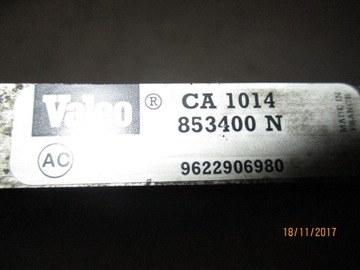 Valeo ® CA 1014
853400 N
AC 9622906980
MADE IN
FRANCE
18/11/2017